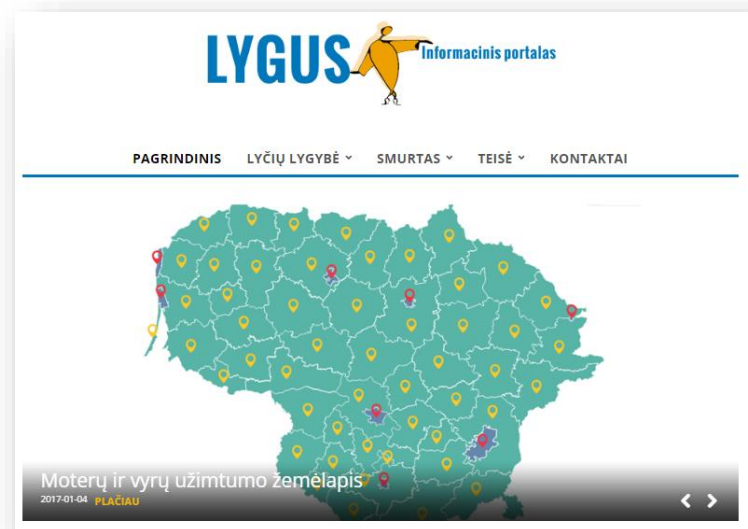 LYGUS
Informacinis portalas
PAGRINDINIS LYČIŲ LYGYBĖ SMURTAS TEISĖ KONTAKTAI
Moterų ir vyrų užimtumo žemėlapis
2017-01-04 PLAČIAU